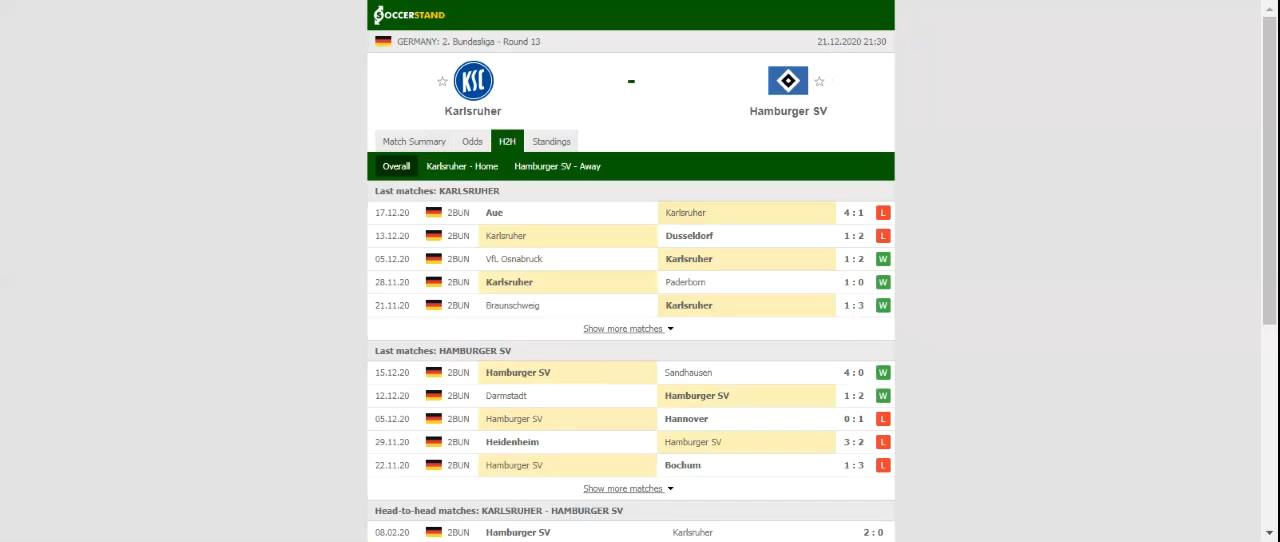 SOCCERSTAND
GERMANY: 2. Bundesliga - Round 13 21.12.2020 21:30
KSC
-
Karlsruher Hamburger SV
Match Summary Odds H2H Standings
Overall Karlsruher - Home Hamburger SV - Away
Last matches: KARLSRUHER
17.12.20 2BUN Aue Karlsruher 4 : 1 L
13.12.20 2BUN Karlsruher Dusseldorf 1 : 2 L
05.12.20 2BUN VfL Osnabruck Karlsruher 1 : 2 W
28.11.20 2BUN Karlsruher Paderborn 1 : 0 W
21.11.20 2BUN Braunschweig Karlsruher 1 : 3 W
Show more matches
Last matches: HAMBURGER SV
15.12.20 2BUN Hamburger SV Sandhausen 4 : 0 W
12.12.20 2BUN Darmstadt Hamburger SV 1 : 2 W
05.12.20 2BUN Hamburger SV Hannover 0 : 1 L
29.11.20 2BUN Heidenheim Hamburger SV 3 : 2 L
22.11.20 2BUN Hamburger SV Bochum 1 : 3 L
Show more matches
Head-to-head matches: KARLSRUHER - HAMBURGER SV
08.02.20 2BUN Hamburger SV Karlsruher 2 : 0